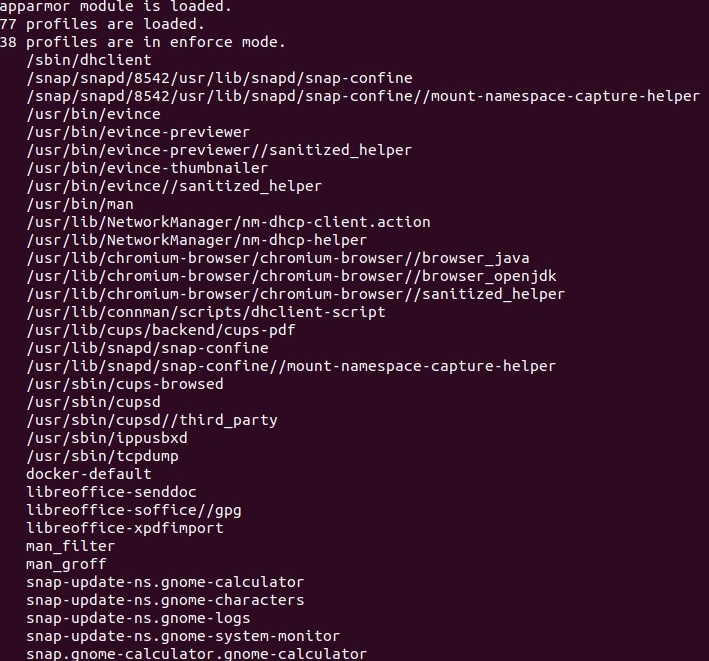 apparmor module is loaded.
77 profiles are loaded.
38 profiles are in enforce mode.
/sbin/dhclient
/snap/snapd/8542/usr/lib/snapd/snap-confine
/snap/snapd/8542/usr/lib/snapd/snap-confine//mount-namespace-capture-helper
/usr/bin/evince
/usr/bin/evince-previewer
/usr/bin/evince-previewer//sanitized_helper
/usr/bin/evince-thumbnailer
/usr/bin/evince//sanitized_helper
/usr/bin/man
/usr/lib/NetworkManager/nm-dhcp-client.action
/usr/lib/NetworkManager/nm-dhcp-helper
/usr/lib/chromium-browser/chromium-browser//browser_java
/usr/lib/chromium-browser/chromium-browser//browser_openjdk
/usr/lib/chromium-browser/chromium-browser//sanitized_helper
/usr/lib/connman/scripts/dhclient-script
/usr/lib/cups/backend/cups-pdf
/usr/lib/snapd/snap-confine
/usr/lib/snapd/snap-confine//mount-namespace-capture-helper
/usr/sbin/cups-browsed
/usr/sbin/cupsd
/usr/sbin/cupsd//third_party
/usr/sbin/ippusbxd
/usr/sbin/tcpdump
docker-default
libreoffice-senddoc
libreoffice-soffice//gpg
libreoffice-xpdfimport
man_filter
man_groff
snap-update-ns.gnome-calculator
snap-update-ns.gnome-characters
snap-update-ns.gnome-logs
snap-update-ns.gnome-system-monitor
snap.gnome-calculator.gnome-calculator